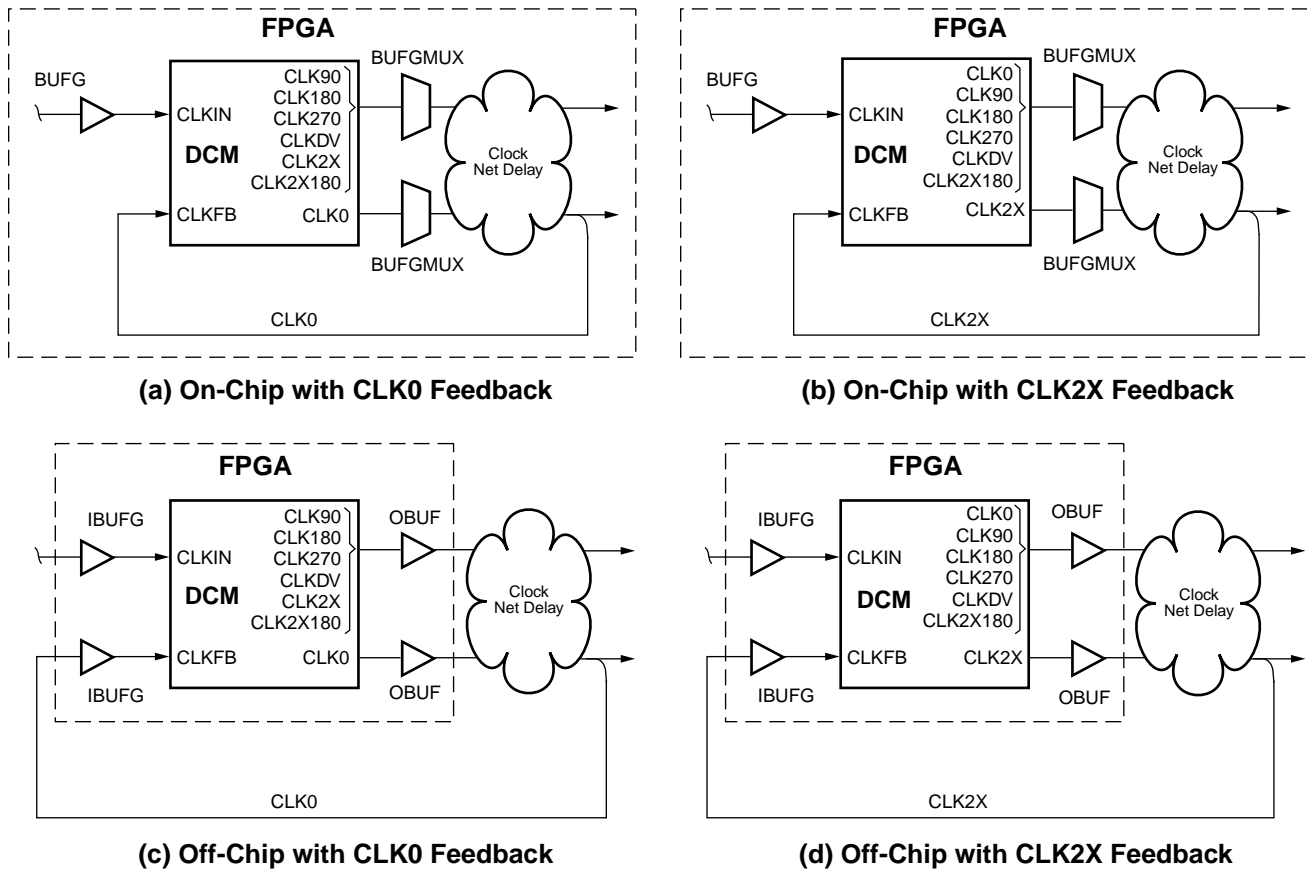 FPGA
BUFG
CLKIN
DCM
CLKFB
CLK90
CLK180
CLK270
CLKDV
CLK2X
CLK2X180
CLK0
BUFGMUX
BUFGMUX
Clock
Net Delay
CLK0
(a) On-Chip with CLK0 Feedback
FPGA
BUFG
CLKIN
DCM
CLKFB
CLK0
CLK90
CLK180
CLK270
CLKDV
CLK2X180
CLK2X
BUFGMUX
BUFGMUX
Clock
Net Delay
CLK2X
(b) On-Chip with CLK2X Feedback
FPGA
IBUFG
IBUFG
CLKIN
DCM
CLKFB
CLK90
CLK180
CLK270
CLKDV
CLK2X
CLK2X180
CLK0
OBUF
OBUF
Clock
Net Delay
CLK0
(c) Off-Chip with CLK0 Feedback
FPGA
IBUFG
IBUFG
CLKIN
DCM
CLKFB
CLK0
CLK90
CLK180
CLK270
CLKDV
CLK2X180
CLK2X
OBUF
OBUF
Clock
Net Delay
CLK2X
(d) Off-Chip with CLK2X Feedback